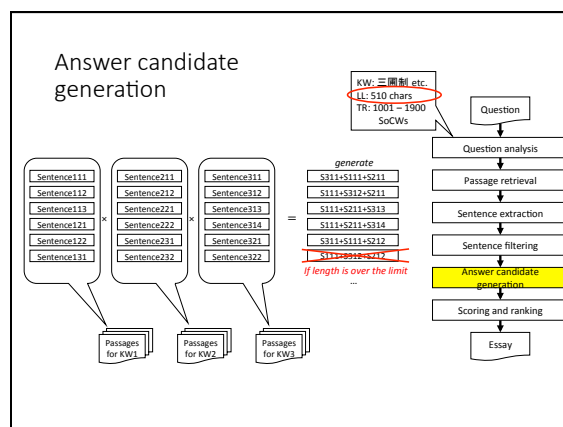 Answer candidate
generation
KW: 三圃制 etc.
LL: 510 chars
TR: 1001 – 1900
SoCWs
Question
Question analysis
Passage retrieval
Sentence extraction
Sentence filtering
Answer candidate
generation
Scoring and ranking
Essay
Sentence111
Sentence112
Sentence113
Sentence121
Sentence122
Sentence131
×
Sentence211
Sentence212
Sentence221
Sentence222
Sentence231
Sentence232
×
Sentence311
Sentence312
Sentence313
Sentence314
Sentence321
Sentence322
=
generate
S311+S111+S211
S111+S312+S211
S111+S211+S313
S111+S211+S314
S311+S111+S212
S111+S312+S212
If length is over the limit
...
Passages
for KW1
Passages
for KW2
Passages
for KW3